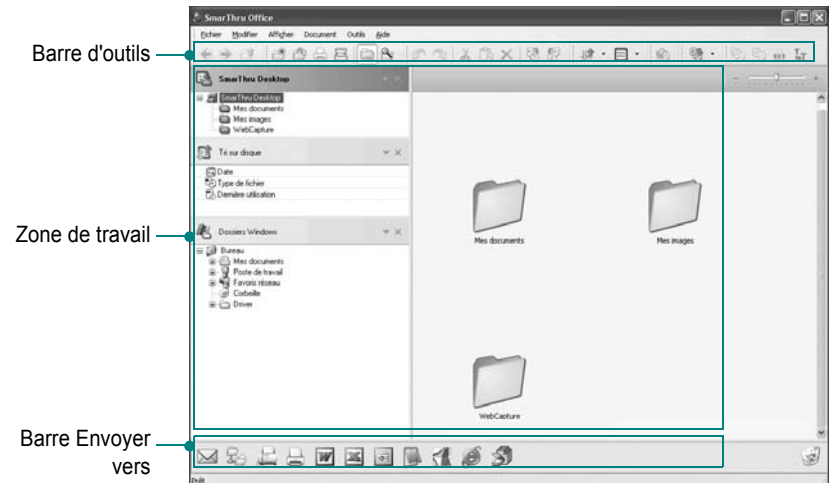 SmarThru Office
Fichier Modifier Affigher Document Outils Aide
Barre d'outils
SmarThru Desktop
SmarThru Desktop
Mes documents
Mes images
WebCapture
Tri sur disque
Date
Type de fichier
Dernière utilisation
Zone de travail
Dossiers Windows
Bureau
Mes documents
Poste de travail
Favoris réseau
Corbeille
Driver
Mes documents
Mes images
WebCapture
Barre Envoyer
vers
Prêt